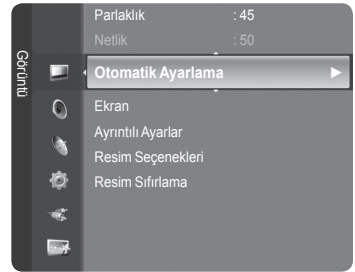 Görüntü
Parlaklık : 45
Netlik : 50
Otomatik Ayarlama
Ekran
Ayrıntılı Ayarlar
Resim Seçenekleri
Resim Sıfırlama